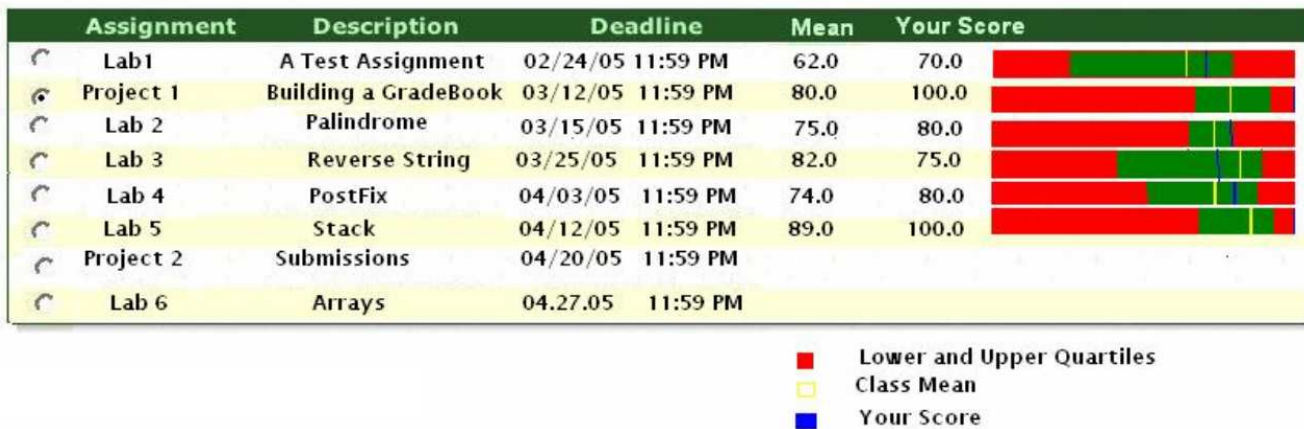 Assignment Description Deadline Mean Your Score
Lab1 A Test Assignment 02/24/05 11:59 PM 62.0 70.0
Project 1 Building a GradeBook 03/12/05 11:59 PM 80.0 100.0
Lab 2 Palindrome 03/15/05 11:59 PM 75.0 80.0
Lab 3 Reverse String 03/25/05 11:59 PM 82.0 75.0
Lab 4 PostFix 04/03/05 11:59 PM 74.0 80.0
Lab 5 Stack 04/12/05 11:59 PM 89.0 100.0
Project 2 Submissions 04/20/05 11:59 PM
Lab 6 Arrays 04.27.05 11:59 PM
Lower and Upper Quartiles
Class Mean
Your Score